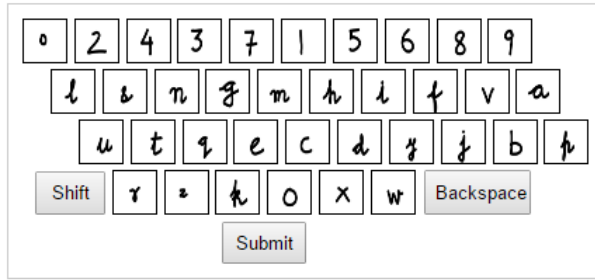 0 2 4 3 7 1 5 6 8 9
l s n g m h i f v a
u t q e c d y j b p
Shift r z k o x w Backspace
Submit